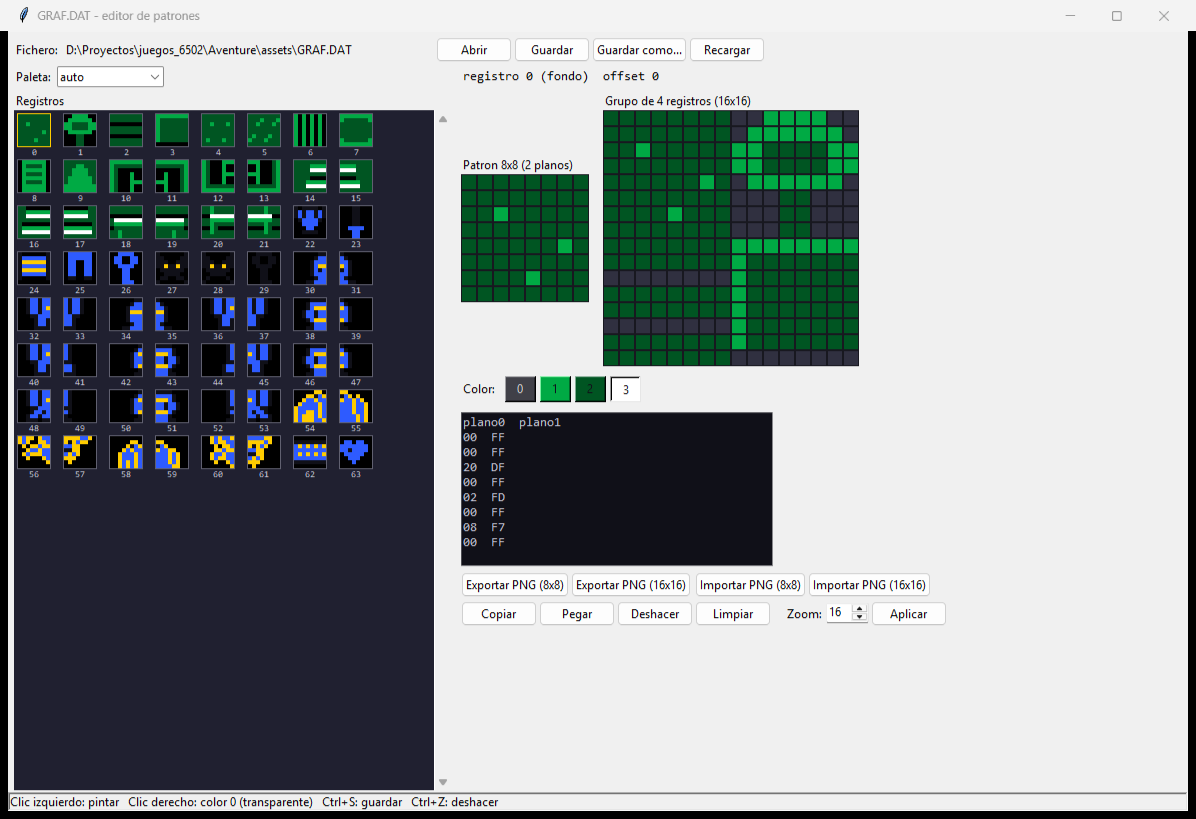 GRAF.DAT - editor de patrones
Fichero: D:\Proyectos\juegos_6502\Aventure\assets\GRAF.DAT
Abrir Guardar Guardar como... Recargar
Paleta: auto
registro 0 (fondo) offset 0
Registros
Grupo de 4 registros (16x16)
0 1 2 3 4 5 6 7
Patron 8x8 (2 planos)
8 9 10 11 12 13 14 15
16 17 18 19 20 21 22 23
24 25 26 27 28 29 30 31
32 33 34 35 36 37 38 39
40 41 42 43 44 45 46 47
48 49 50 51 52 53 54 55
56 57 58 59 60 61 62 63
Color: 0 1 2 3
plano0 plano1
00 FF
00 FF
20 DF
00 FF
02 FD
00 FF
08 F7
00 FF
Exportar PNG (8x8) Exportar PNG (16x16) Importar PNG (8x8) Importar PNG (16x16)
Copiar Pegar Deshacer Limpiar Zoom: 16 Aplicar
Clic izquierdo: pintar Clic derecho: color 0 (transparente) Ctrl+S: guardar Ctrl+Z: deshacer